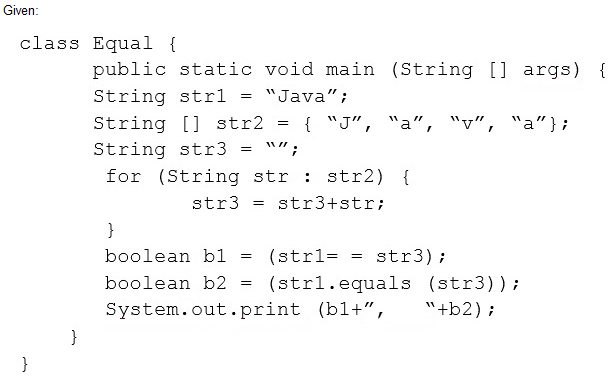 Given:
class Equal {
public static void main (String [] args) {
String str1 = “Java”;
String [] str2 = { “J”, “a”, “v”, “a”};
String str3 = “”;
for (String str : str2) {
str3 = str3+str;
}
boolean b1 = (str1= = str3);
boolean b2 = (str1.equals (str3));
System.out.print (b1+”, “+b2);
}
}